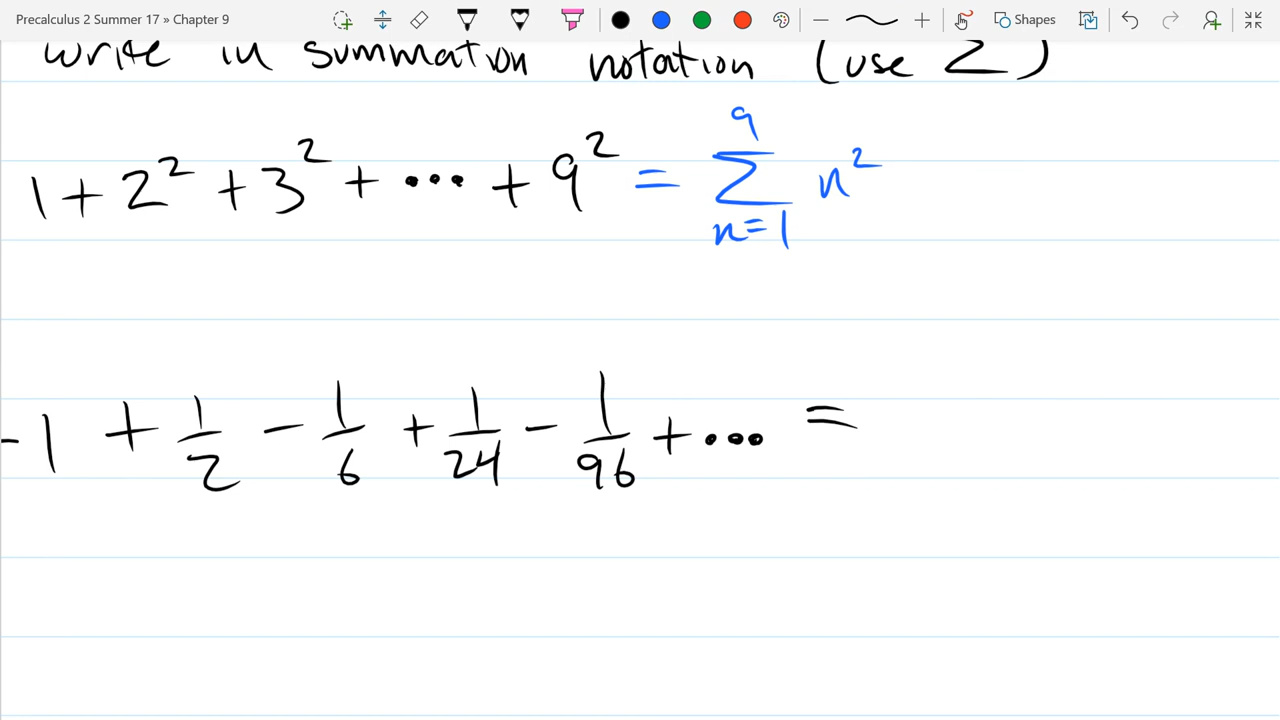 Precalculus 2 Summer 17 » Chapter 9
Shapes
write in summation notation (use Σ)
1 + 2² + 3² + ••• + 9² = Σ_{n=1}^{9} n²
-1 + 1/2 - 1/6 + 1/24 - 1/96 + ••• =